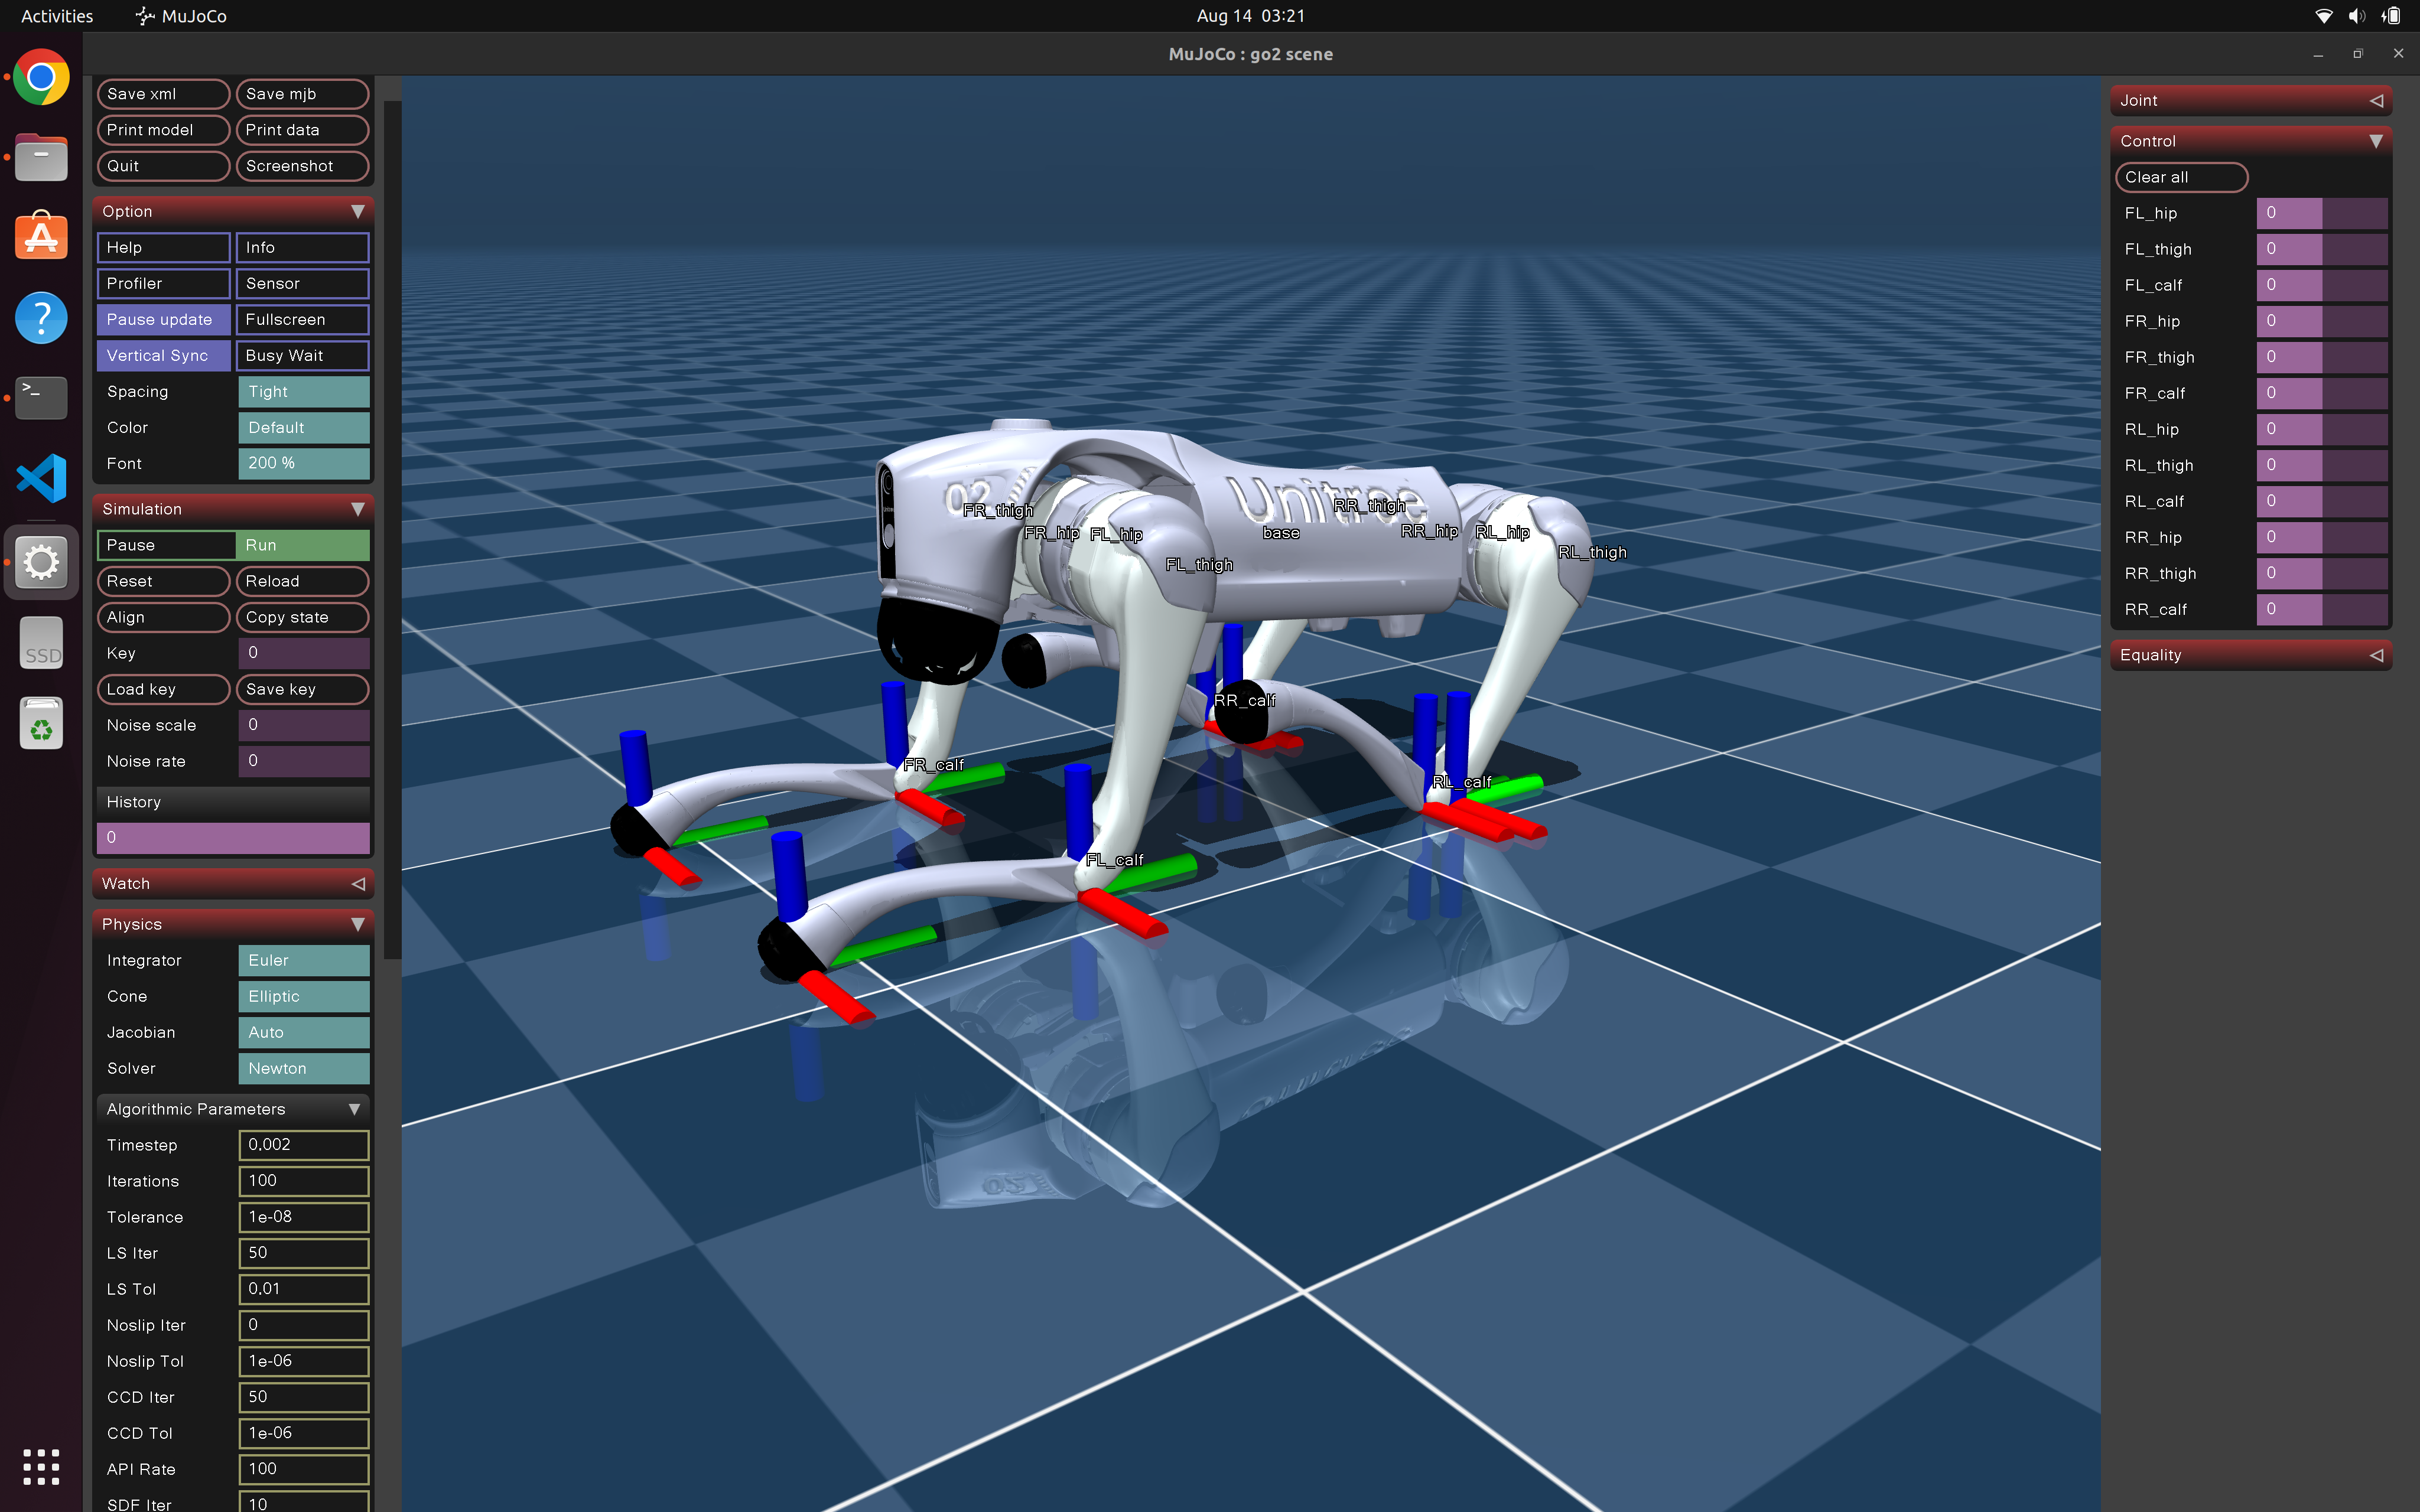 Activities MuJoCo Aug 14 03:21
MuJoCo : go2 scene
Save xml Save mjb
Print model Print data
Quit Screenshot
Option
Help Info
Profiler Sensor
Pause update Fullscreen
Vertical Sync Busy Wait
Spacing Tight
Color Default
Font 200 %
Simulation
Pause Run
Reset Reload
Align Copy state
Key 0
Load key Save key
Noise scale 0
Noise rate 0
History
0
Watch
Physics
Integrator Euler
Cone Elliptic
Jacobian Auto
Solver Newton
Algorithmic Parameters
Timestep 0.002
Iterations 100
Tolerance 1e-08
LS Iter 50
LS Tol 0.01
Noslip Iter 0
Noslip Tol 1e-06
CCD Iter 50
CCD Tol 1e-06
API Rate 100
SDF Iter 10
SSD
02
Unitree
FR_thigh
FR_hip
FL_hip
FL_thigh
base
RR_thigh
RR_hip
RL_hip
RL_thigh
RR_calf
FR_calf
RL_calf
FL_calf
Joint
Control
Clear all
FL_hip 0
FL_thigh 0
FL_calf 0
FR_hip 0
FR_thigh 0
FR_calf 0
RL_hip 0
RL_thigh 0
RL_calf 0
RR_hip 0
RR_thigh 0
RR_calf 0
Equality